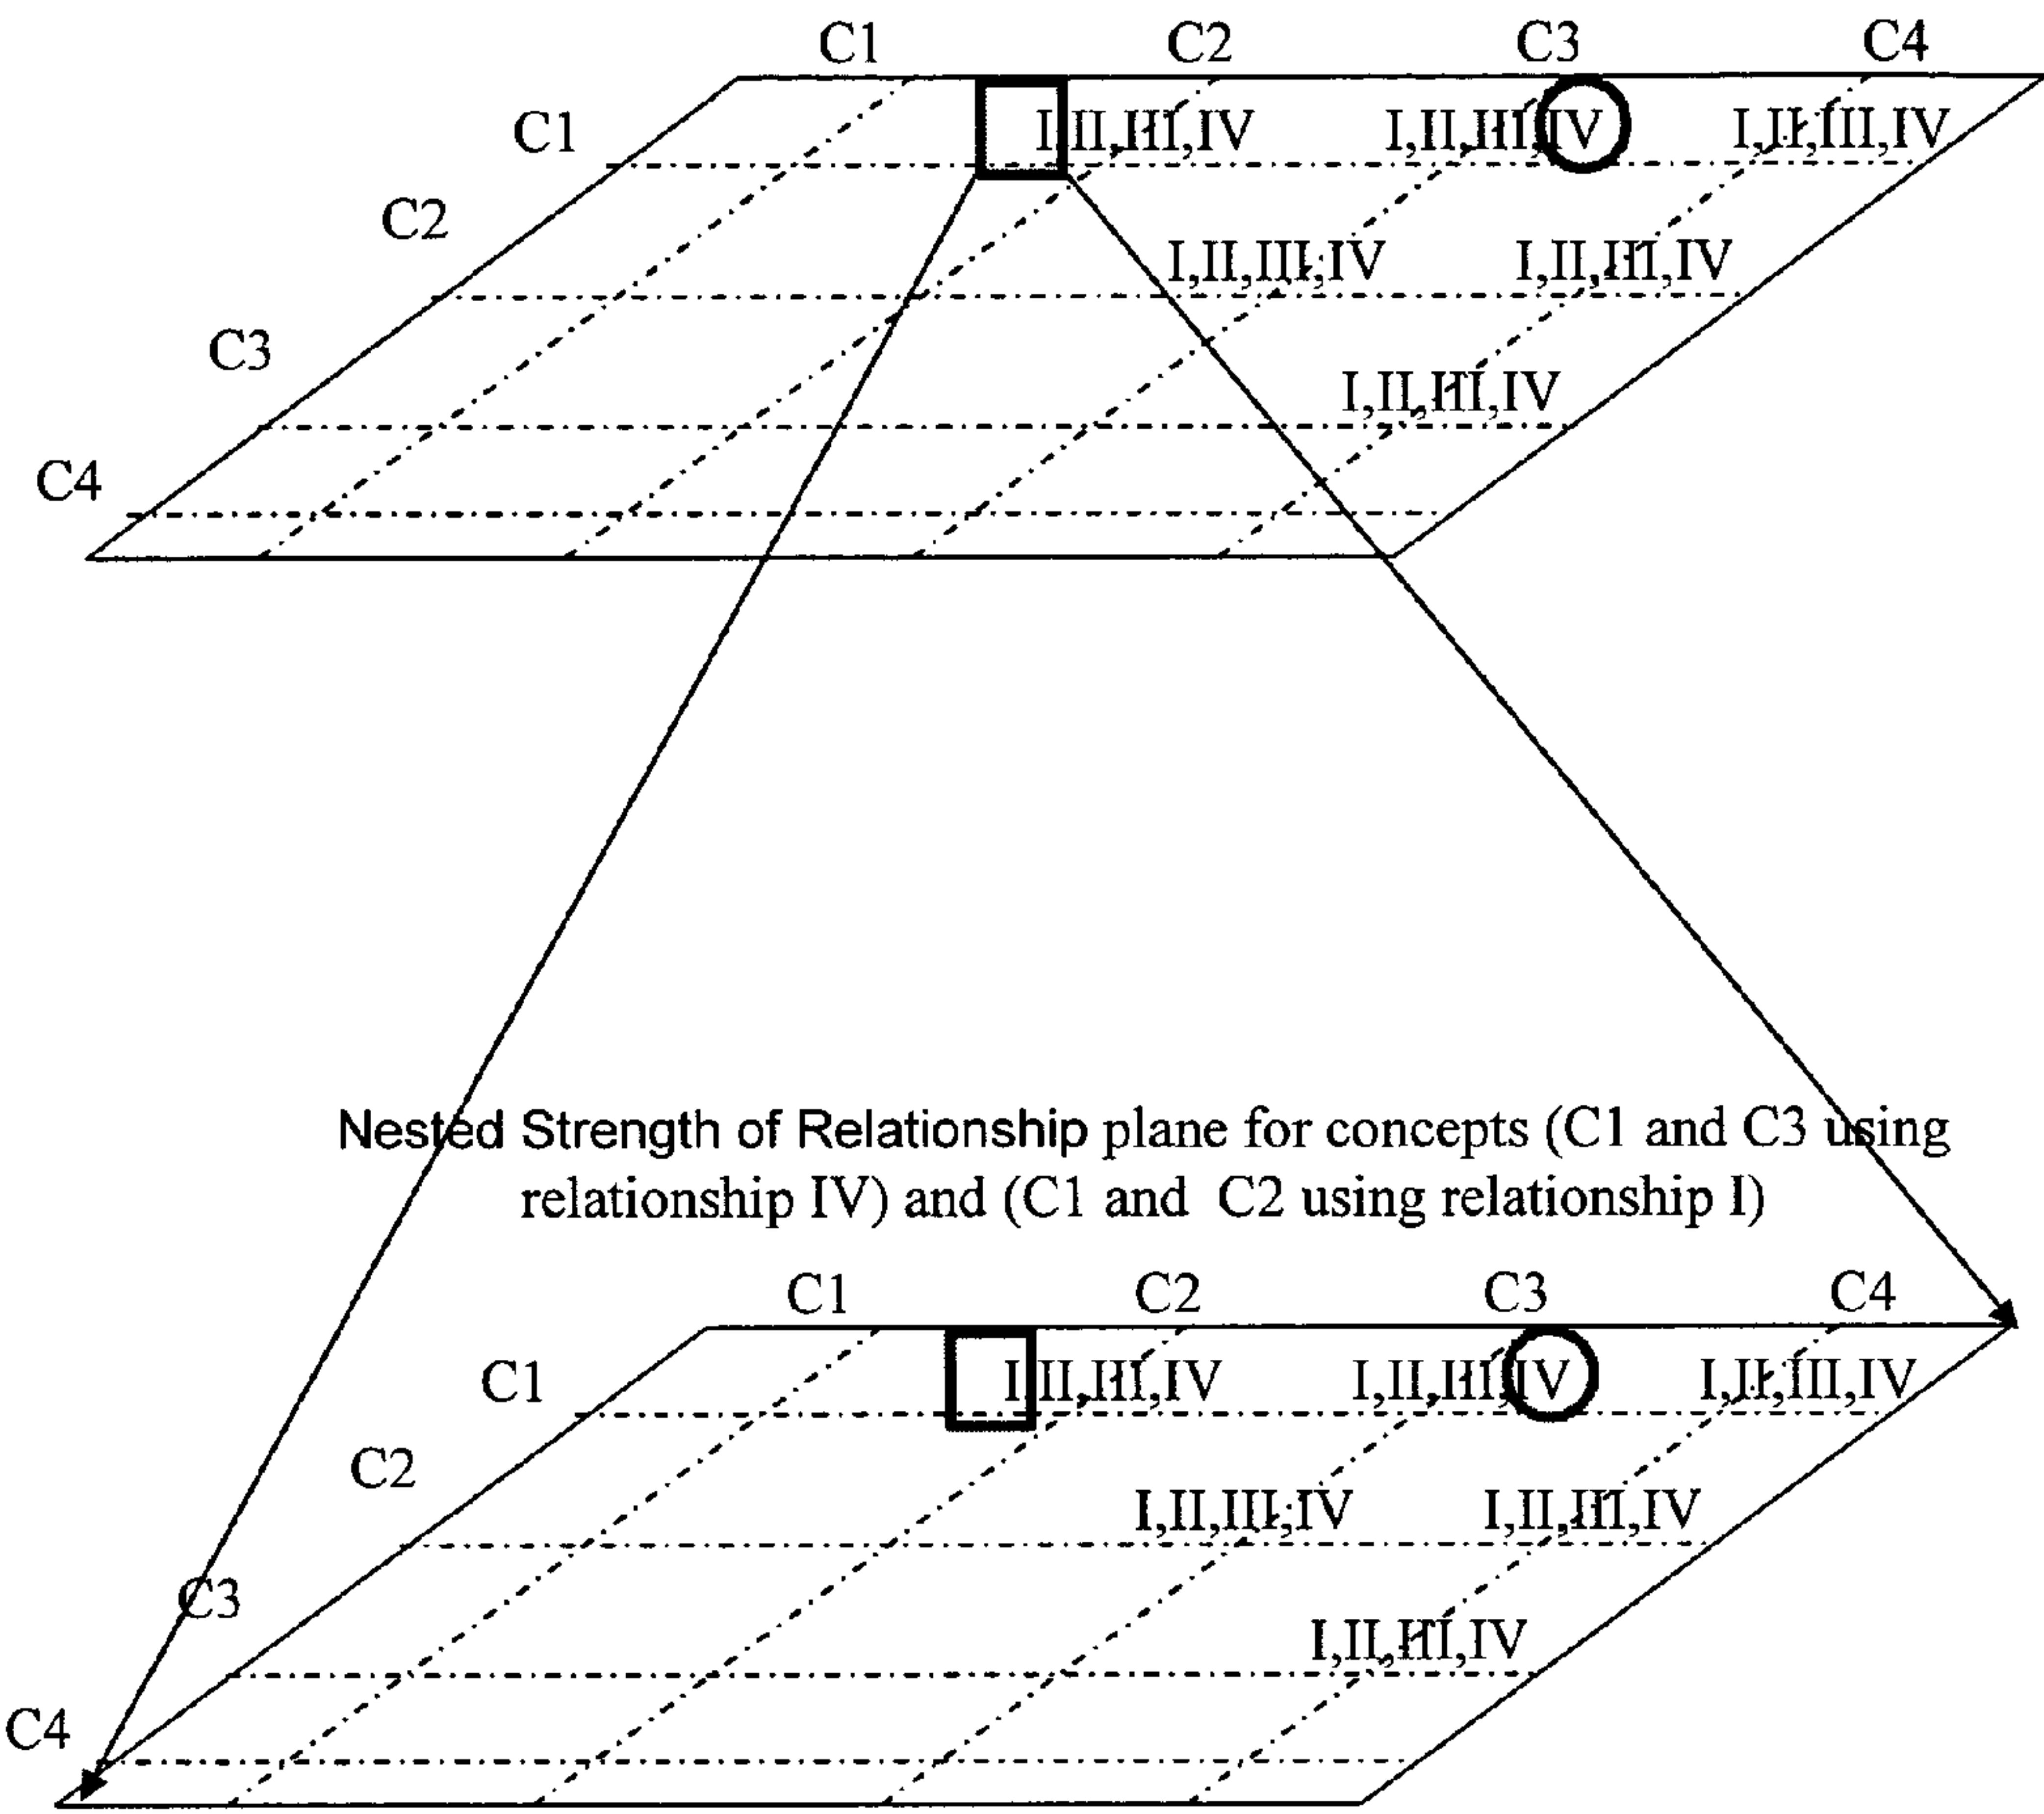 C1 C2 C3 C4
C1 I,II,III,IV I,II,III,IV I,II,III,IV
C2
I,II,III,IV I,II,III,IV
C3
I,II,III,IV
C4
Nested Strength of Relationship plane for concepts (C1 and C3 using
relationship IV) and (C1 and C2 using relationship I)
C1 C2 C3 C4
C1 I,II,III,IV I,II,III,IV I,II,III,IV
C2
I,II,III,IV I,II,III,IV
C3
I,II,III,IV
C4